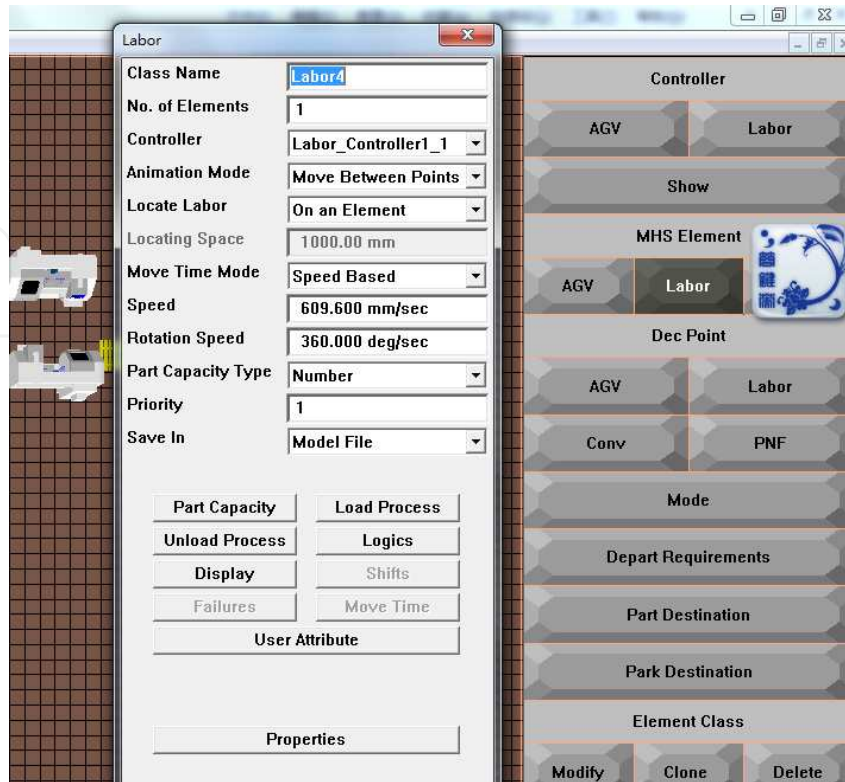 Labor
Class Name
Labor4
No. of Elements
1
Controller
Labor_Controller1_1
Animation Mode
Move Between Points
Locate Labor
On an Element
Locating Space
1000.00 mm
Move Time Mode
Speed Based
Speed
609.600 mm/sec
Rotation Speed
360.000 deg/sec
Part Capacity Type
Number
Priority
1
Save In
Model File
Part Capacity
Load Process
Unload Process
Logics
Display
Shifts
Failures
Move Time
User Attribute
Properties
Controller
AGV
Labor
Show
MHS Element
AGV
Labor
Dec Point
AGV
Labor
Conv
PNF
Mode
Depart Requirements
Part Destination
Park Destination
Element Class
Modify
Clone
Delete